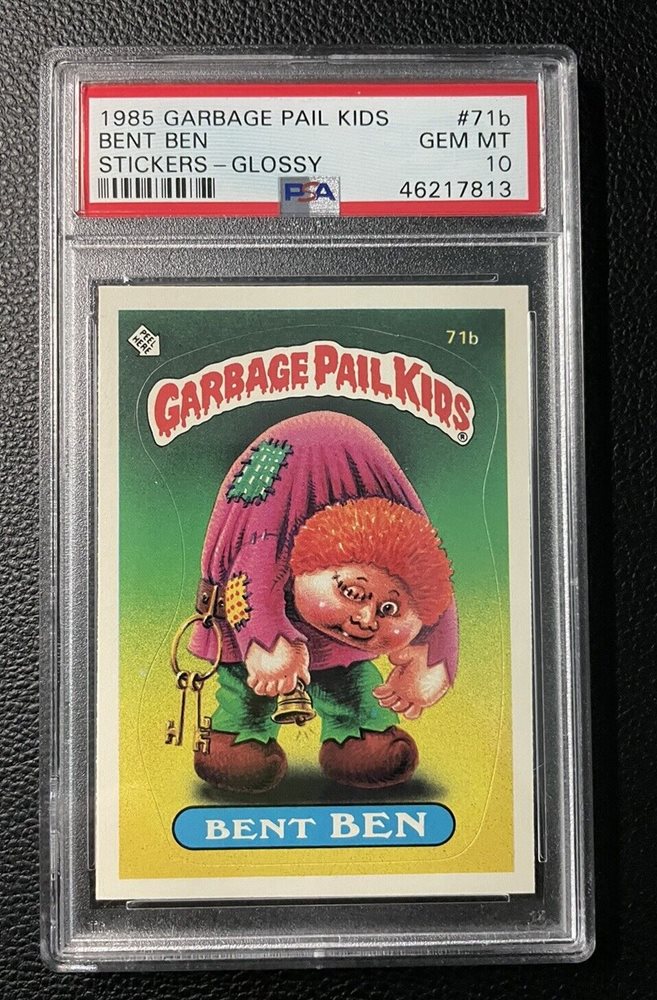 1985 GARBAGE PAIL KIDS #71b
BENT BEN GEM MT
STICKERS – GLOSSY 10
PSA 46217813
PEEL HERE
71b
GARBAGE PAIL KIDS®
BENT BEN